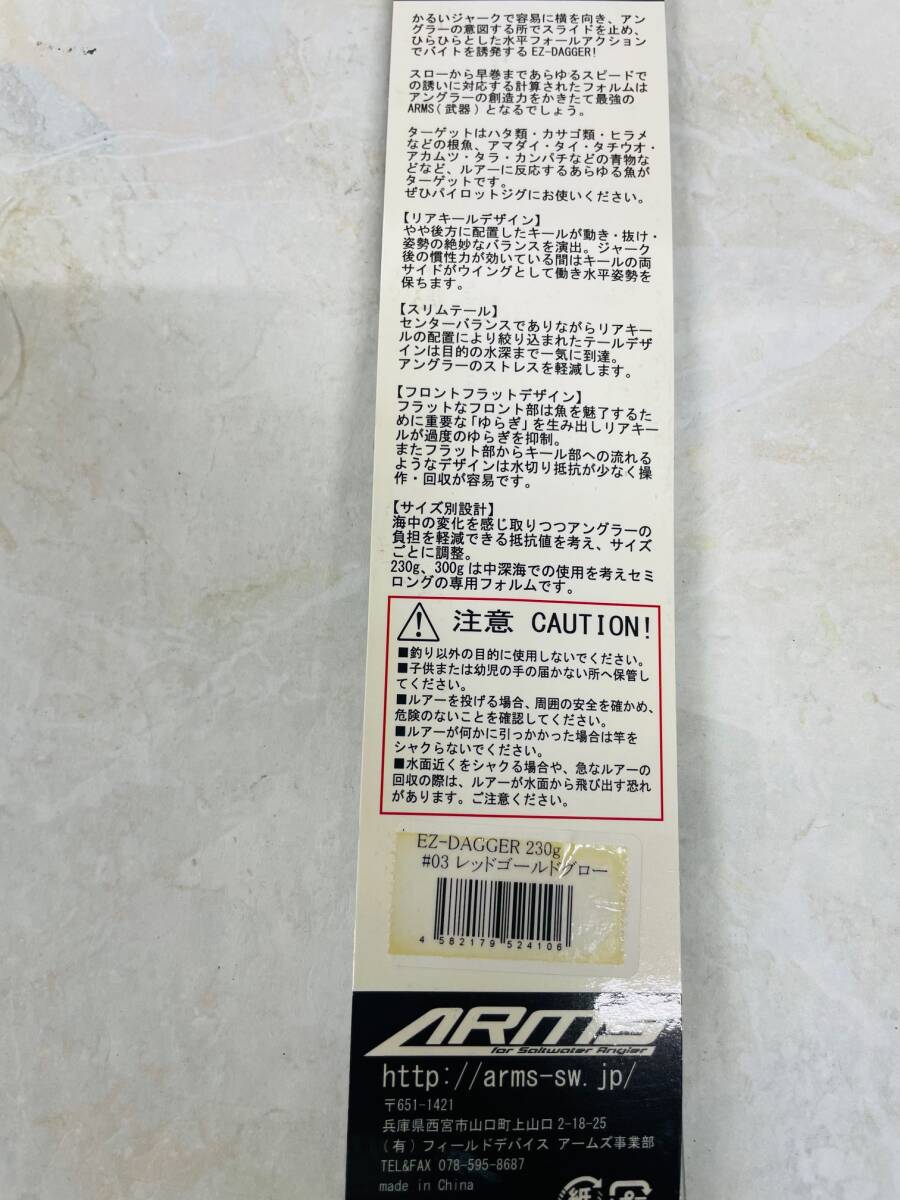 かるいジャークで容易に横を向き、アン
グラーの意図する所でスライドを止め、
ひらひらとした水平フォールアクション
でバイトを誘発するEZ-DAGGER!
スローから早巻まであらゆるスピードで
の誘いに対応する計算されたフォルムは
アングラーの創造力をかきたて最強の
ARMS(武器)となるでしょう。
ターゲットはハタ類・カサゴ類・ヒラメ
などの根魚、アマダイ・タイ・タチウオ・
アカムツ・タラ・カンパチなどの青物な
どなど、ルアーに反応するあらゆる魚が
ターゲットです。
ぜひパイロットジグにお使いください。
【リアキールデザイン】
やや後方に配置したキールが動き・抜け・
姿勢の絶妙なバランスを演出。ジャーク
後の慣性力が効いている間はキールの両
サイドがウイングとして働き水平姿勢を
保ちます。
【スリムテール】
センターバランスでありながらリアキー
ルの配置により絞り込まれたテールデザ
インは目的の水深まで一気に到達。
アングラーのストレスを軽減します。
【フロントフラットデザイン】
フラットなフロント部は魚を魅了するた
めに重要な「ゆらぎ」を生み出しリアキー
ルが過度のゆらぎを抑制。
またフラット部からキール部への流れる
ようなデザインは水切り抵抗が少なく操
作・回収が容易です。
【サイズ別設計】
海中の変化を感じ取りつつアングラーの
負担を軽減できる抵抗値を考え、サイズ
ごとに調整。
230g、300gは中深海での使用を考えセミ
ロングの専用フォルムです。
注意 CAUTION!
■釣り以外の目的に使用しないでください。
■子供または幼児の手の届かない所へ保管し
てください。
■ルアーを投げる場合、周囲の安全を確かめ、
危険のないことを確認してください。
■ルアーが何かに引っかかった場合は竿を
シャクらないでください。
■水面近くをシャクる場合や、急なルアーの
回収の際は、ルアーが水面から飛び出す恐れ
があります。ご注意ください。
EZ-DAGGER 230g
#03 レッドゴールドグロー
4 582179 524106
ARMS
for Saltwater Angler
http://arms-sw.jp/
〒651-1421
兵庫県西宮市山口町上山口2-18-25
(有)フィールドデバイス アームズ事業部
TEL&FAX 078-595-8687
made in China
紙